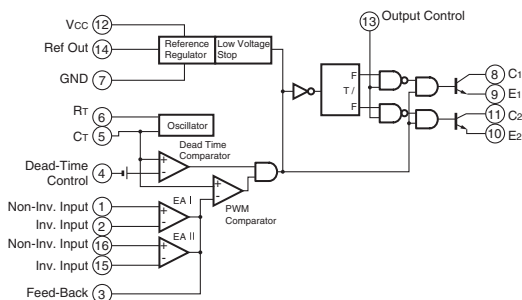 VCC 12
Ref Out 14
GND 7
Reference Regulator
Low Voltage Stop
13 Output Control
RT 6
CT 5
Oscillator
Dead Time Comparator
Dead-Time Control 4
+
-
Non-Inv. Input 1
Inv. Input 2
EA I
+
-
Non-Inv. Input 16
Inv. Input 15
EA II
+
-
Feed-Back 3
+
-
PWM Comparator
F
T /
F
8 C1
9 E1
11 C2
10 E2